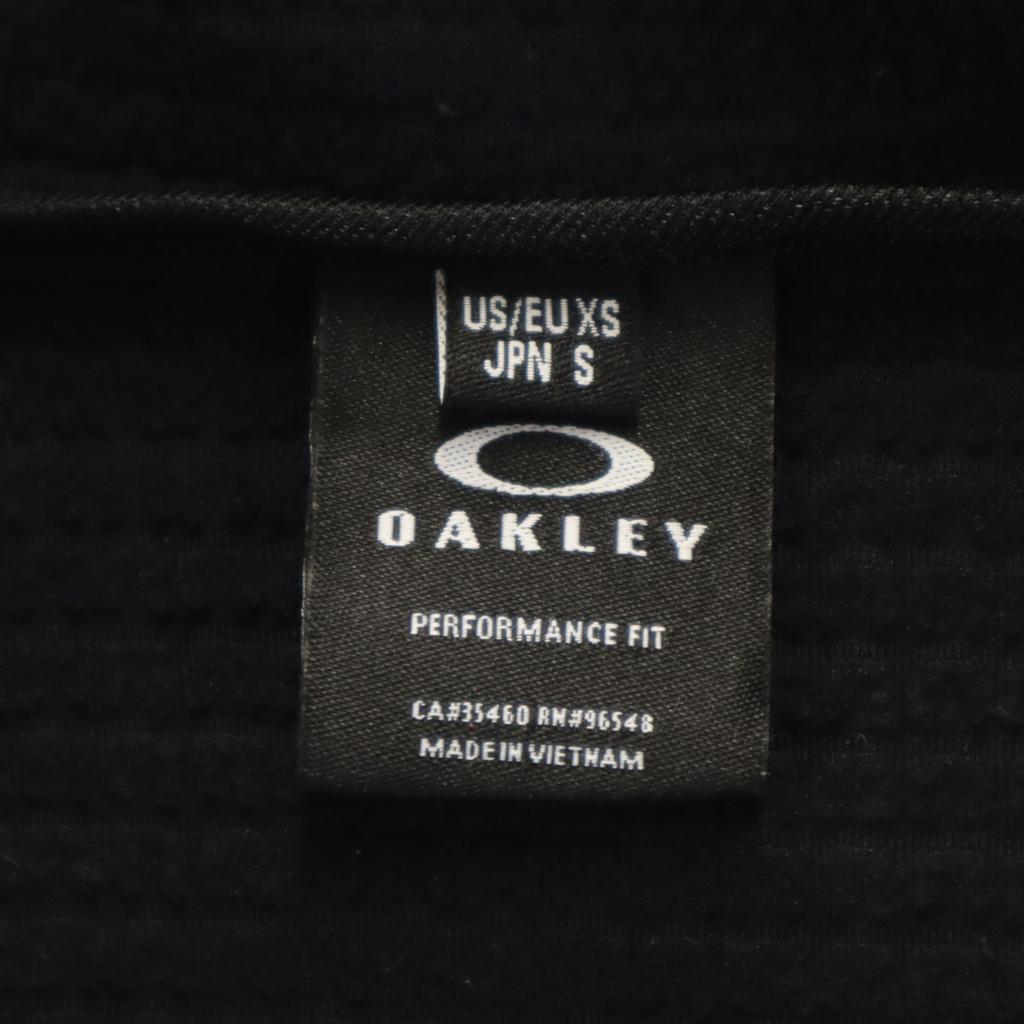 US/EU XS
JPN S
OAKLEY
PERFORMANCE FIT
CA#35460 RN#96548
MADE IN VIETNAM